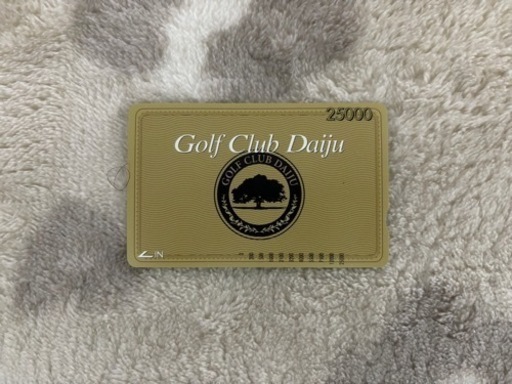 25000
Golf Club Daiju
GOLF CLUB DAIJU
IN